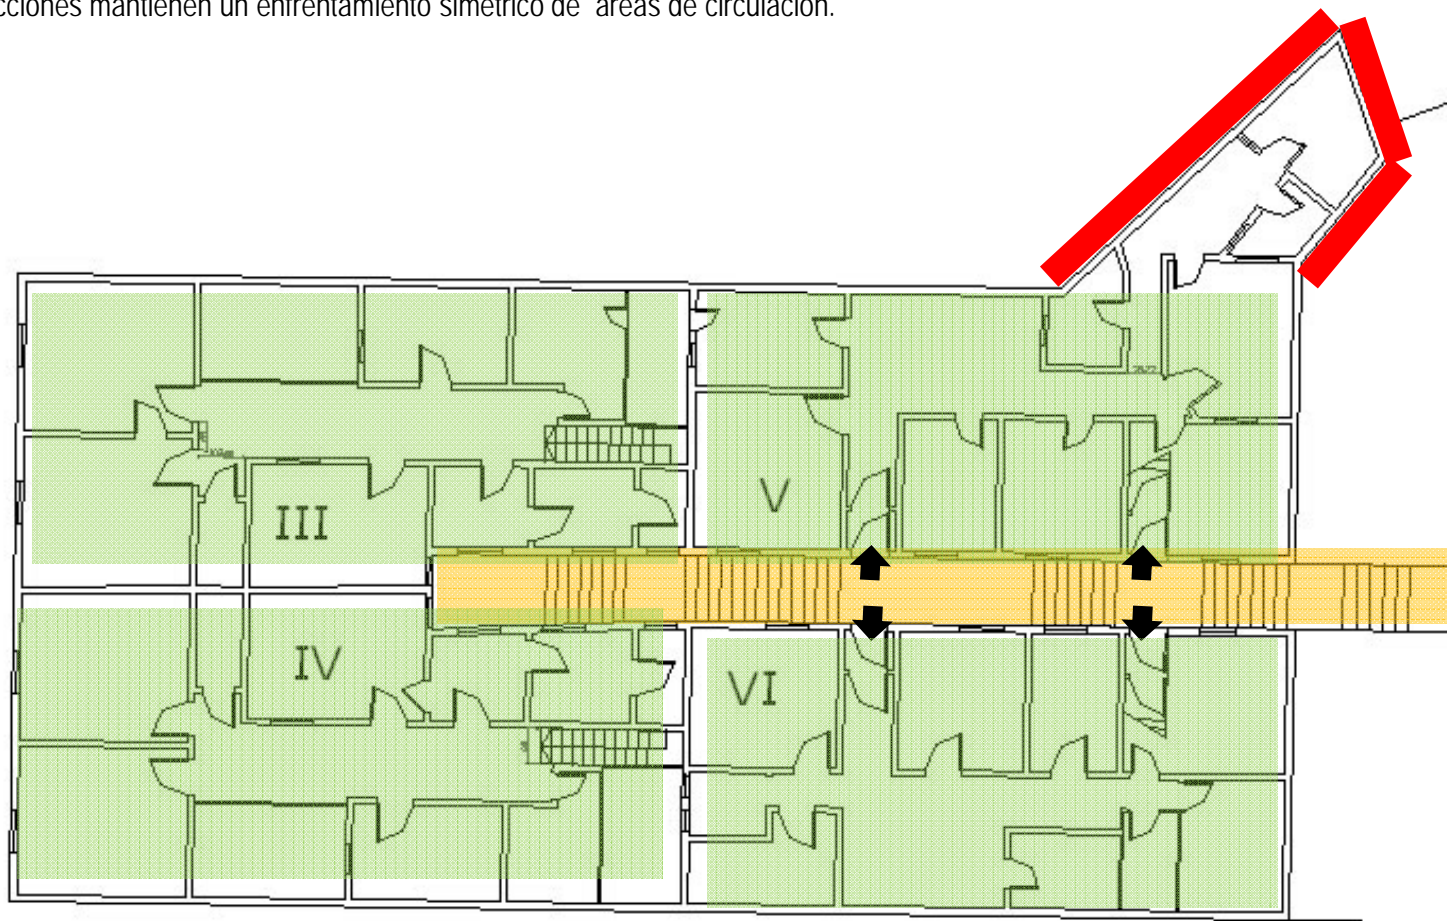 cciones mantienen un enfrentamiento simétrico de áreas de circulación.
III
V
IV
VI